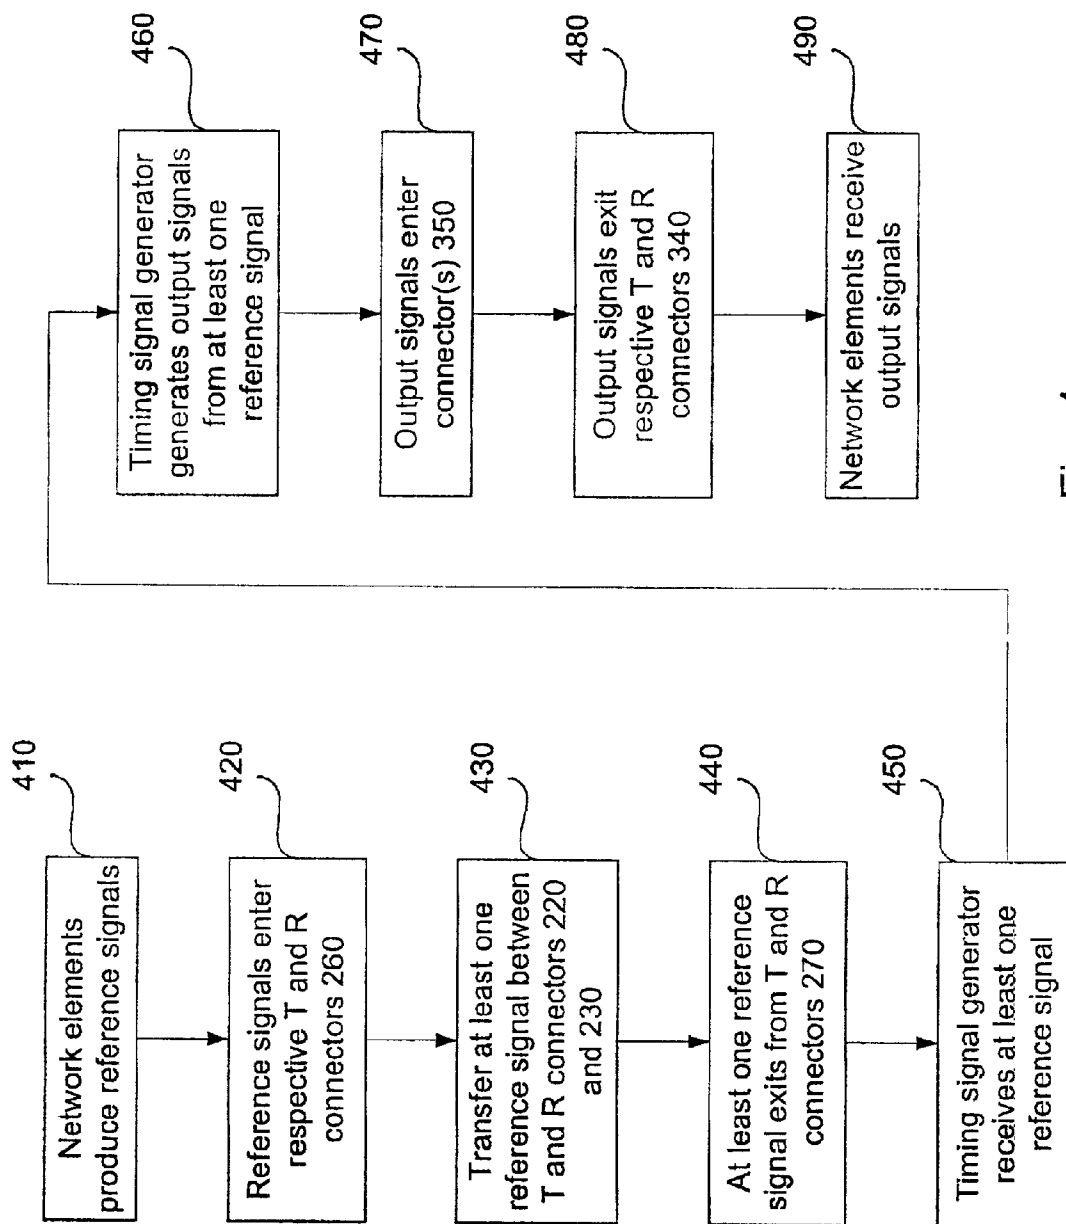 410
Network elements
produce reference signals
420
Reference signals enter
respective T and R
connectors 260
430
Transfer at least one
reference signal between
T and R connectors 220
and 230
440
At least one reference
signal exits from T and R
connectors 270
450
Timing signal generator
receives at least one
reference signal
460
Timing signal generator
generates output signals
from at least one
reference signal
470
Output signals enter
connector(s) 350
480
Output signals exit
respective T and R
connectors 340
490
Network elements receive
output signals